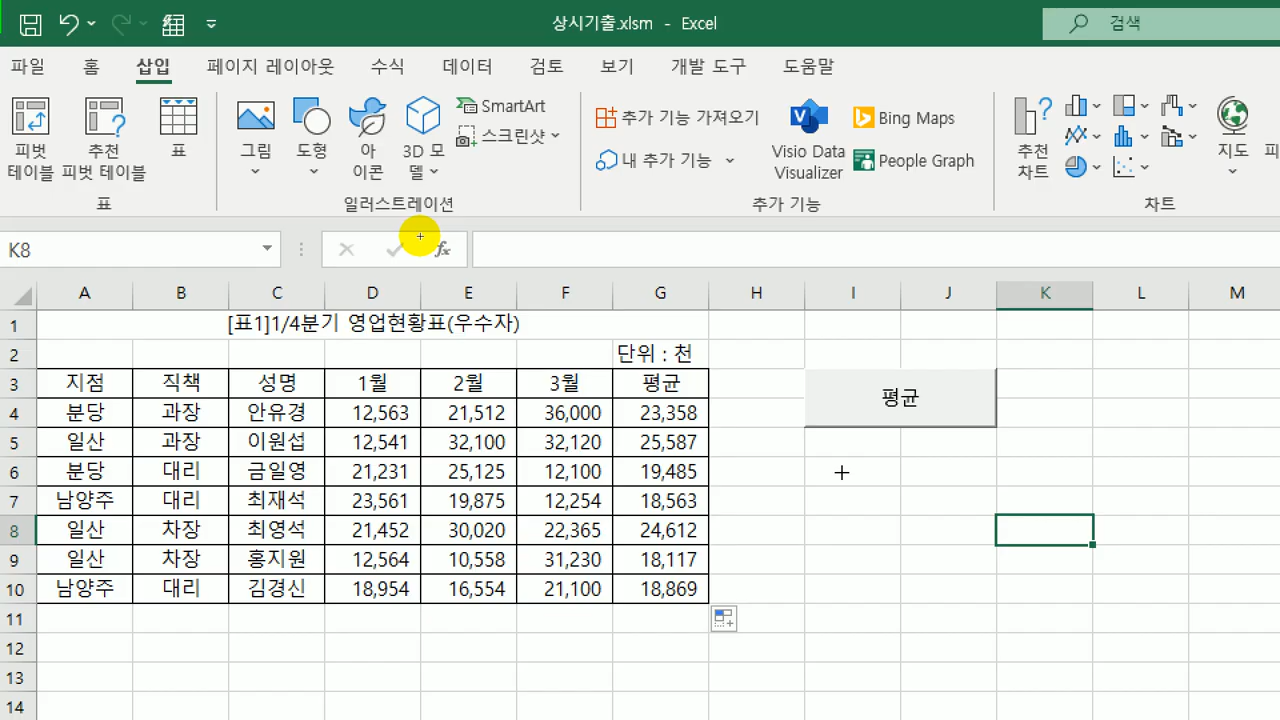 상시기출.xlsm - Excel
검색
파일 홈 삽입 페이지 레이아웃 수식 데이터 검토 보기 개발 도구 도움말
피벗 테이블
추천 피벗 테이블
표
그림
도형
아이콘
3D 모델
SmartArt
스크린샷
추가 기능 가져오기
내 추가 기능
Visio Data Visualizer
Bing Maps
People Graph
추천 차트
지도
피
표 일러스트레이션 추가 기능 차트
K8
fx
A B C D E F G H I J K L M
1 [표1]1/4분기 영업현황표(우수자)
2 단위 : 천
3 지점 직책 성명 1월 2월 3월 평균
평균
4 분당 과장 안유경 12,563 21,512 36,000 23,358
5 일산 과장 이원섭 12,541 32,100 32,120 25,587
6 분당 대리 금일영 21,231 25,125 12,100 19,485
7 남양주 대리 최재석 23,561 19,875 12,254 18,563
8 일산 차장 최영석 21,452 30,020 22,365 24,612
9 일산 차장 홍지원 12,564 10,558 31,230 18,117
10 남양주 대리 김경신 18,954 16,554 21,100 18,869
11
12
13
14